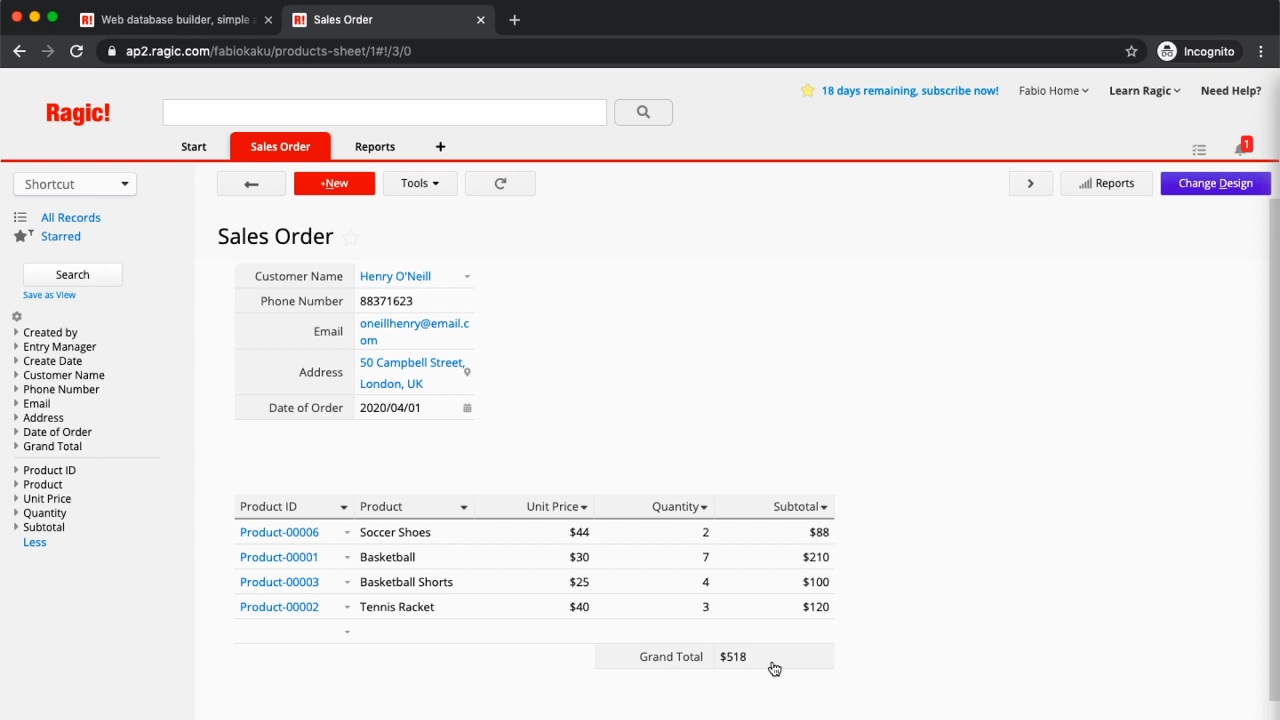 R! Web database builder, simple a
R! Sales Order
ap2.ragic.com/fabiokaku/products-sheet/1#!/3/0
Incognito
Ragic!
18 days remaining, subscribe now!
Fabio Home
Learn Ragic
Need Help?
Start
Sales Order
Reports
1
Shortcut
+New
Tools
Reports
Change Design
All Records
Starred
Search
Save as View
Created by
Entry Manager
Create Date
Customer Name
Phone Number
Email
Address
Date of Order
Grand Total
Product ID
Product
Unit Price
Quantity
Subtotal
Less
Sales Order
Customer Name Henry O'Neill
Phone Number 88371623
Email oneillhenry@email.c
om
Address 50 Campbell Street,
London, UK
Date of Order 2020/04/01
Product ID Product Unit Price Quantity Subtotal
Product-00006 Soccer Shoes $44 2 $88
Product-00001 Basketball $30 7 $210
Product-00003 Basketball Shorts $25 4 $100
Product-00002 Tennis Racket $40 3 $120
Grand Total $518